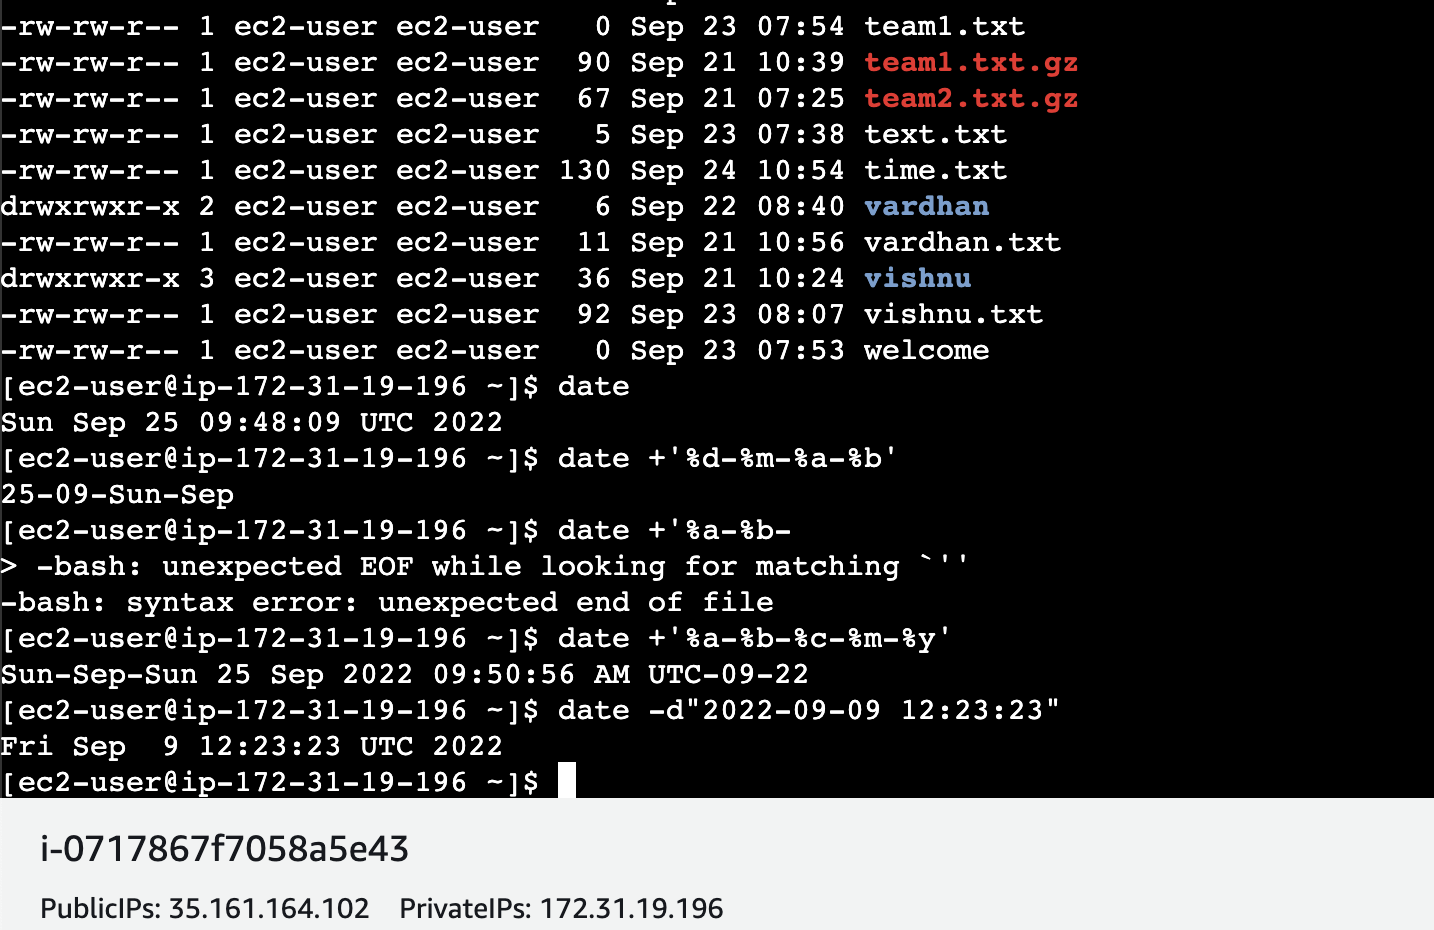 -rw-rw-r-- 1 ec2-user ec2-user   0 Sep 23 07:54 team1.txt
-rw-rw-r-- 1 ec2-user ec2-user  90 Sep 21 10:39 team1.txt.gz
-rw-rw-r-- 1 ec2-user ec2-user  67 Sep 21 07:25 team2.txt.gz
-rw-rw-r-- 1 ec2-user ec2-user   5 Sep 23 07:38 text.txt
-rw-rw-r-- 1 ec2-user ec2-user 130 Sep 24 10:54 time.txt
drwxrwxr-x 2 ec2-user ec2-user   6 Sep 22 08:40 vardhan
-rw-rw-r-- 1 ec2-user ec2-user  11 Sep 21 10:56 vardhan.txt
drwxrwxr-x 3 ec2-user ec2-user  36 Sep 21 10:24 vishnu
-rw-rw-r-- 1 ec2-user ec2-user  92 Sep 23 08:07 vishnu.txt
-rw-rw-r-- 1 ec2-user ec2-user   0 Sep 23 07:53 welcome
[ec2-user@ip-172-31-19-196 ~]$ date
Sun Sep 25 09:48:09 UTC 2022
[ec2-user@ip-172-31-19-196 ~]$ date +'%d-%m-%a-%b'
25-09-Sun-Sep
[ec2-user@ip-172-31-19-196 ~]$ date +'%a-%b-
> -bash: unexpected EOF while looking for matching `''
-bash: syntax error: unexpected end of file
[ec2-user@ip-172-31-19-196 ~]$ date +'%a-%b-%c-%m-%y'
Sun-Sep-Sun 25 Sep 2022 09:50:56 AM UTC-09-22
[ec2-user@ip-172-31-19-196 ~]$ date -d"2022-09-09 12:23:23"
Fri Sep  9 12:23:23 UTC 2022
[ec2-user@ip-172-31-19-196 ~]$
i-0717867f7058a5e43
PublicIPs: 35.161.164.102 PrivateIPs: 172.31.19.196